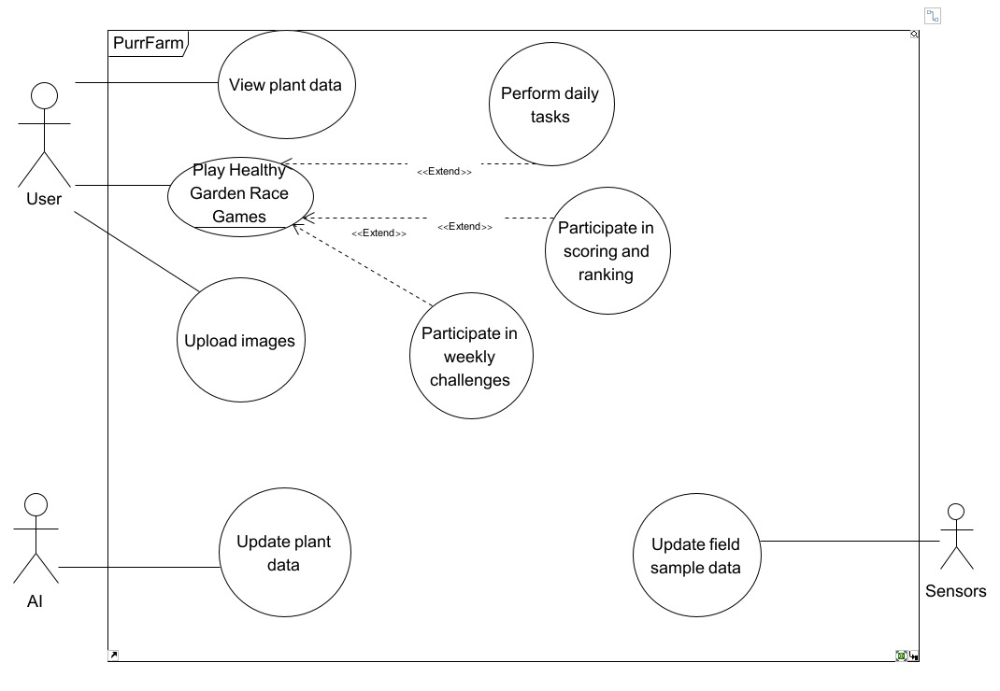 PurrFarm
View plant data
Perform daily
tasks
Play Healthy
Garden Race
Games
<<Extend>>
User
<<Extend>>
<<Extend>>
Participate in
scoring and
ranking
Upload images
Participate in
weekly
challenges
Update plant
data
Update field
sample data
AI
Sensors